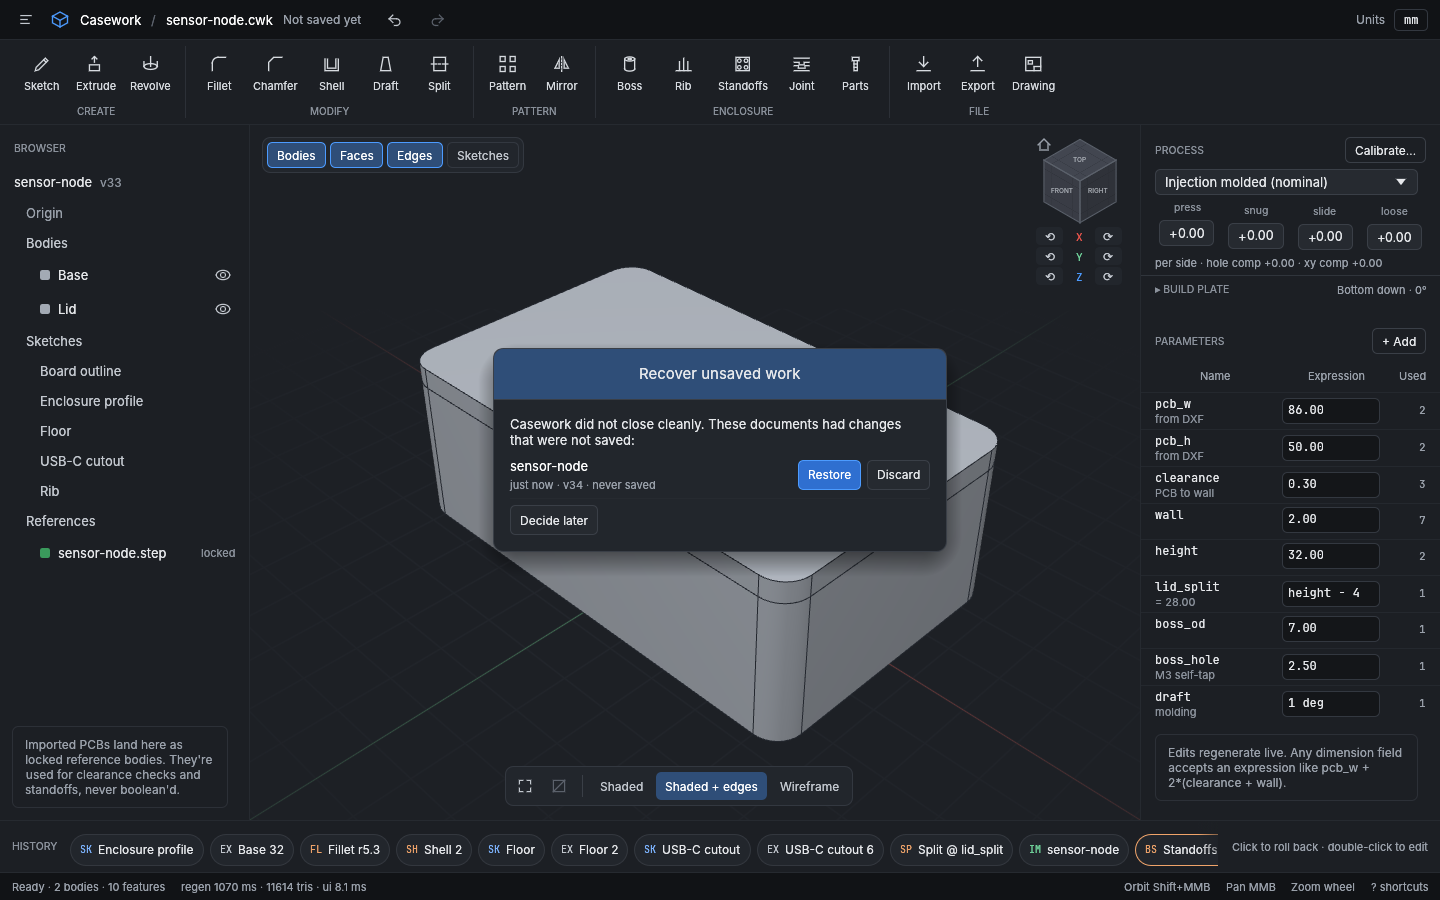 Casework / sensor-node.cwk Not saved yet
Units mm
Sketch Extrude Revolve Fillet Chamfer Shell Draft Split Pattern Mirror Boss Rib Standoffs Joint Parts Import Export Drawing
CREATE MODIFY PATTERN ENCLOSURE FILE
BROWSER
sensor-node v33
Origin
Bodies
Base
Lid
Sketches
Board outline
Enclosure profile
Floor
USB-C cutout
Rib
References
sensor-node.step locked
Imported PCBs land here as
locked reference bodies. They're
used for clearance checks and
standoffs, never boolean'd.
Bodies Faces Edges Sketches
TOP
FRONT RIGHT
X
Y
Z
Recover unsaved work
Casework did not close cleanly. These documents had changes
that were not saved:
sensor-node
just now · v34 · never saved
Restore Discard
Decide later
Shaded Shaded + edges Wireframe
PROCESS Calibrate...
Injection molded (nominal)
press snug slide loose
+0.00 +0.00 +0.00 +0.00
per side · hole comp +0.00 · xy comp +0.00
▸ BUILD PLATE Bottom down · 0°
PARAMETERS + Add
Name Expression Used
pcb_w 86.00 2
from DXF
pcb_h 50.00 2
from DXF
clearance 0.30 3
PCB to wall
wall 2.00 7
height 32.00 2
lid_split height - 4 1
= 28.00
boss_od 7.00 1
boss_hole 2.50 1
M3 self-tap
draft 1 deg 1
molding
Edits regenerate live. Any dimension field
accepts an expression like pcb_w +
2*(clearance + wall).
HISTORY SK Enclosure profile EX Base 32 FL Fillet r5.3 SH Shell 2 SK Floor EX Floor 2 SK USB-C cutout EX USB-C cutout 6 SP Split @ lid_split IM sensor-node BS Standoffs Click to roll back · double-click to edit
Ready · 2 bodies · 10 features regen 1070 ms · 11614 tris · ui 8.1 ms
Orbit Shift+MMB Pan MMB Zoom wheel ? shortcuts